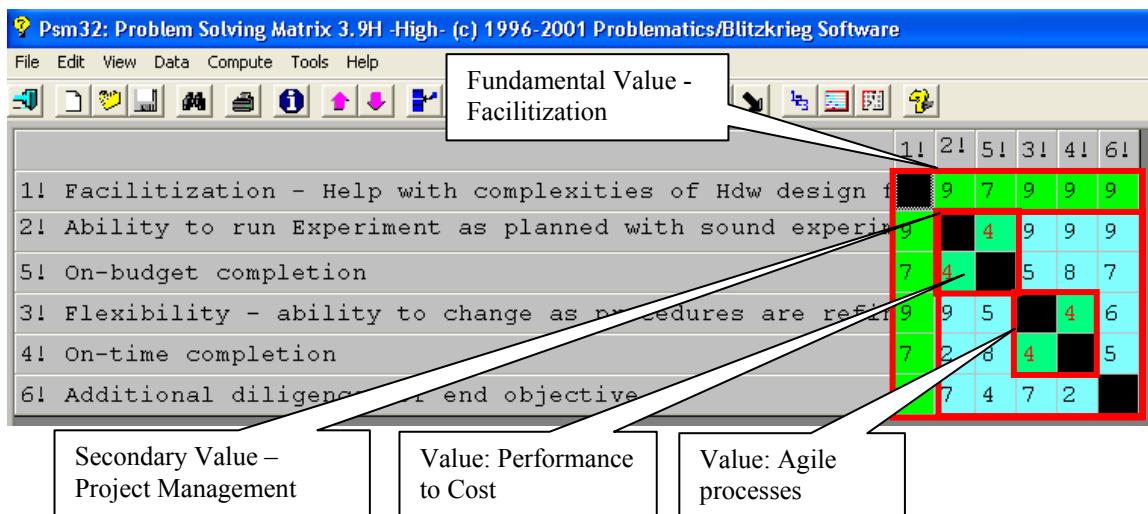 Psm32: Problem Solving Matrix 3.9H -High- (c) 1996-2001 Problematics/Blitzkrieg Software
File Edit View Data Compute Tools Help
Fundamental Value -
Facilitization
1! 2! 5! 3! 4! 6!
1! Facilitization - Help with complexities of Hdw design 9 7 9 9 9
2! Ability to run Experiment as planned with sound 9 4 9 9 9
5! On-budget completion 7 4 5 8 7
3! Flexibility - ability to change as procedures are 9 9 5 4 6
4! On-time completion 7 2 8 4 5
6! Additional end objective 7 4 7 2
Secondary Value –
Project Management
Value: Performance
to Cost
Value: Agile
processes